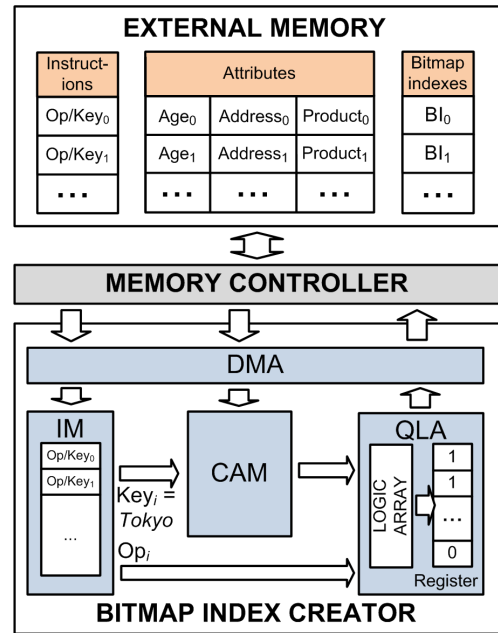 EXTERNAL MEMORY
Instruct-
ions
Attributes
Bitmap
indexes
Op/Key0
Age0
Address0
Product0
BI0
Op/Key1
Age1
Address1
Product1
BI1
...
...
...
...
...
MEMORY CONTROLLER
DMA
IM
Op/Key0
Op/Key1
...
Keyi =
Tokyo
Opi
CAM
QLA
LOGIC
ARRAY
1
1
...
0
Register
BITMAP INDEX CREATOR